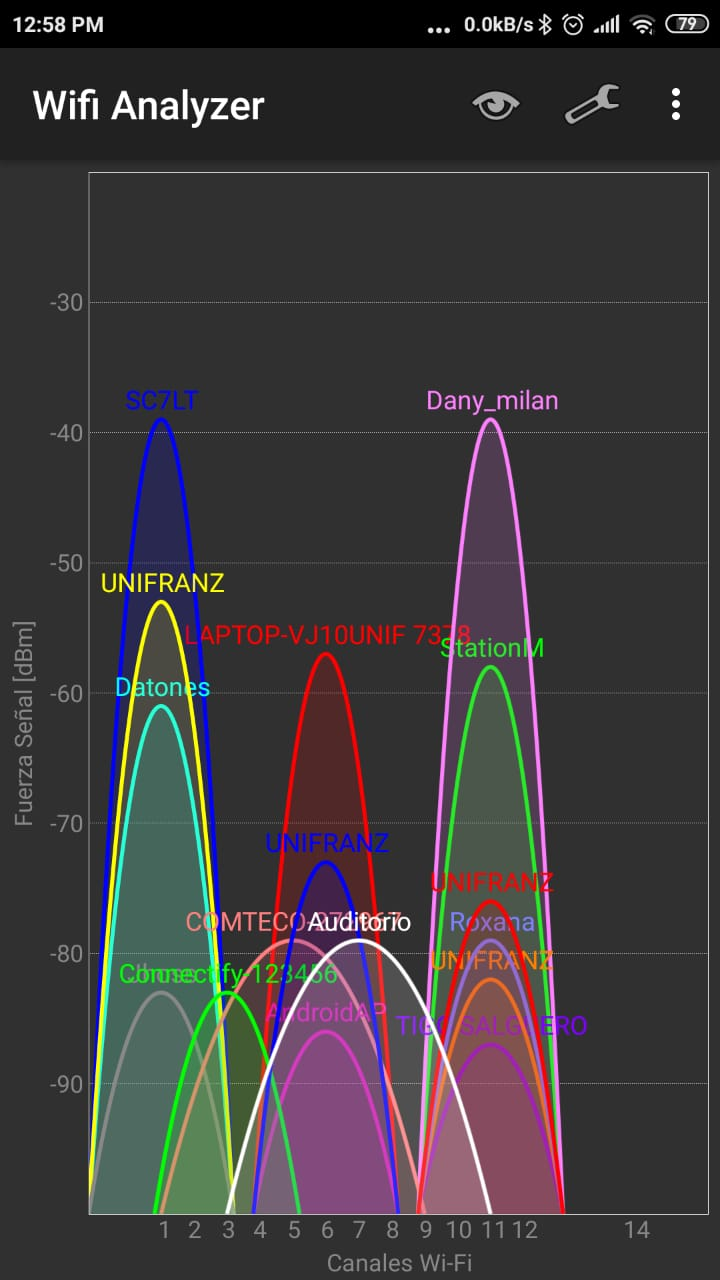 12:58 PM
... 0.0kB/s 79
Wifi Analyzer
-30
SC7LT
Dany_milan
-40
-50
UNIFRANZ
LAPTOP-VJ10UNIF 7378
StationM
Datones
-60
-70
UNIFRANZ
UNIFRANZ
Auditorio
Roxana
-80
UNIFRANZ
Connectify-123456
AndroidAP
TIGO SALGUERO
-90
Fuerza Señal [dBm]
1 2 3 4 5 6 7 8 9 10 11 12 14
Canales Wi-Fi